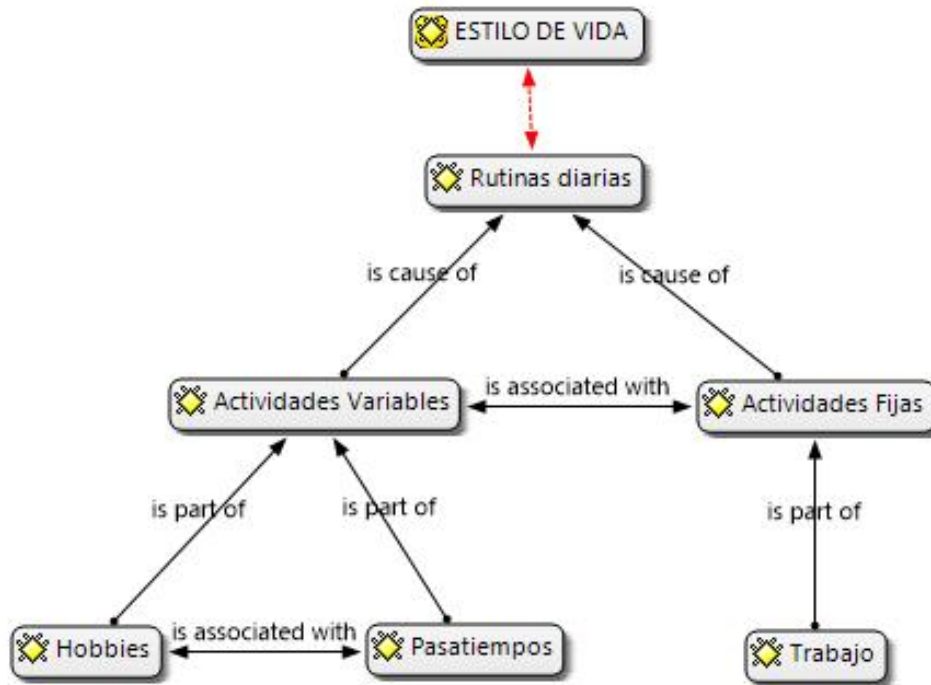 ESTILO DE VIDA
Rutinas diarias
is cause of
is cause of
Actividades Variables
is associated with
Actividades Fijas
is part of
is part of
is part of
Hobbies
is associated with
Pasatiempos
Trabajo